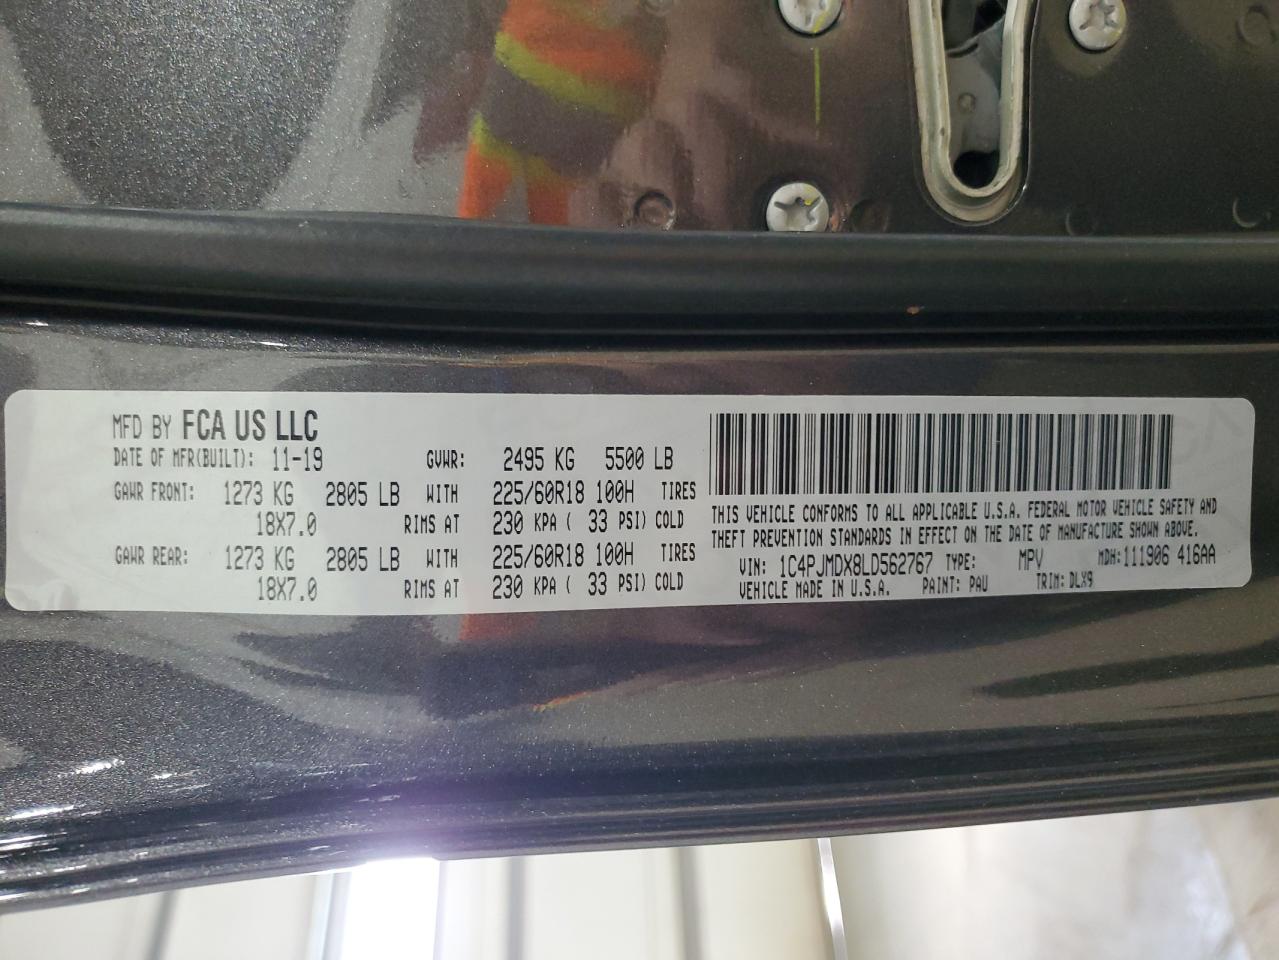 MFD BY FCA US LLC
DATE OF MFR(BUILT): 11-19 GVWR: 2495 KG 5500 LB
GAWR FRONT: 1273 KG 2805 LB WITH 225/60R18 100H TIRES
18X7.0 RIMS AT 230 KPA ( 33 PSI) COLD
GAWR REAR: 1273 KG 2805 LB WITH 225/60R18 100H TIRES
18X7.0 RIMS AT 230 KPA ( 33 PSI) COLD
THIS VEHICLE CONFORMS TO ALL APPLICABLE U.S.A. FEDERAL MOTOR VEHICLE SAFETY AND
THEFT PREVENTION STANDARDS IN EFFECT ON THE DATE OF MANUFACTURE SHOWN ABOVE.
VIN: 1C4PJMDX8LD562767 TYPE: MPV MDH: 111906 416AA
VEHICLE MADE IN U.S.A. PAINT: PAU TRIM: DLX9